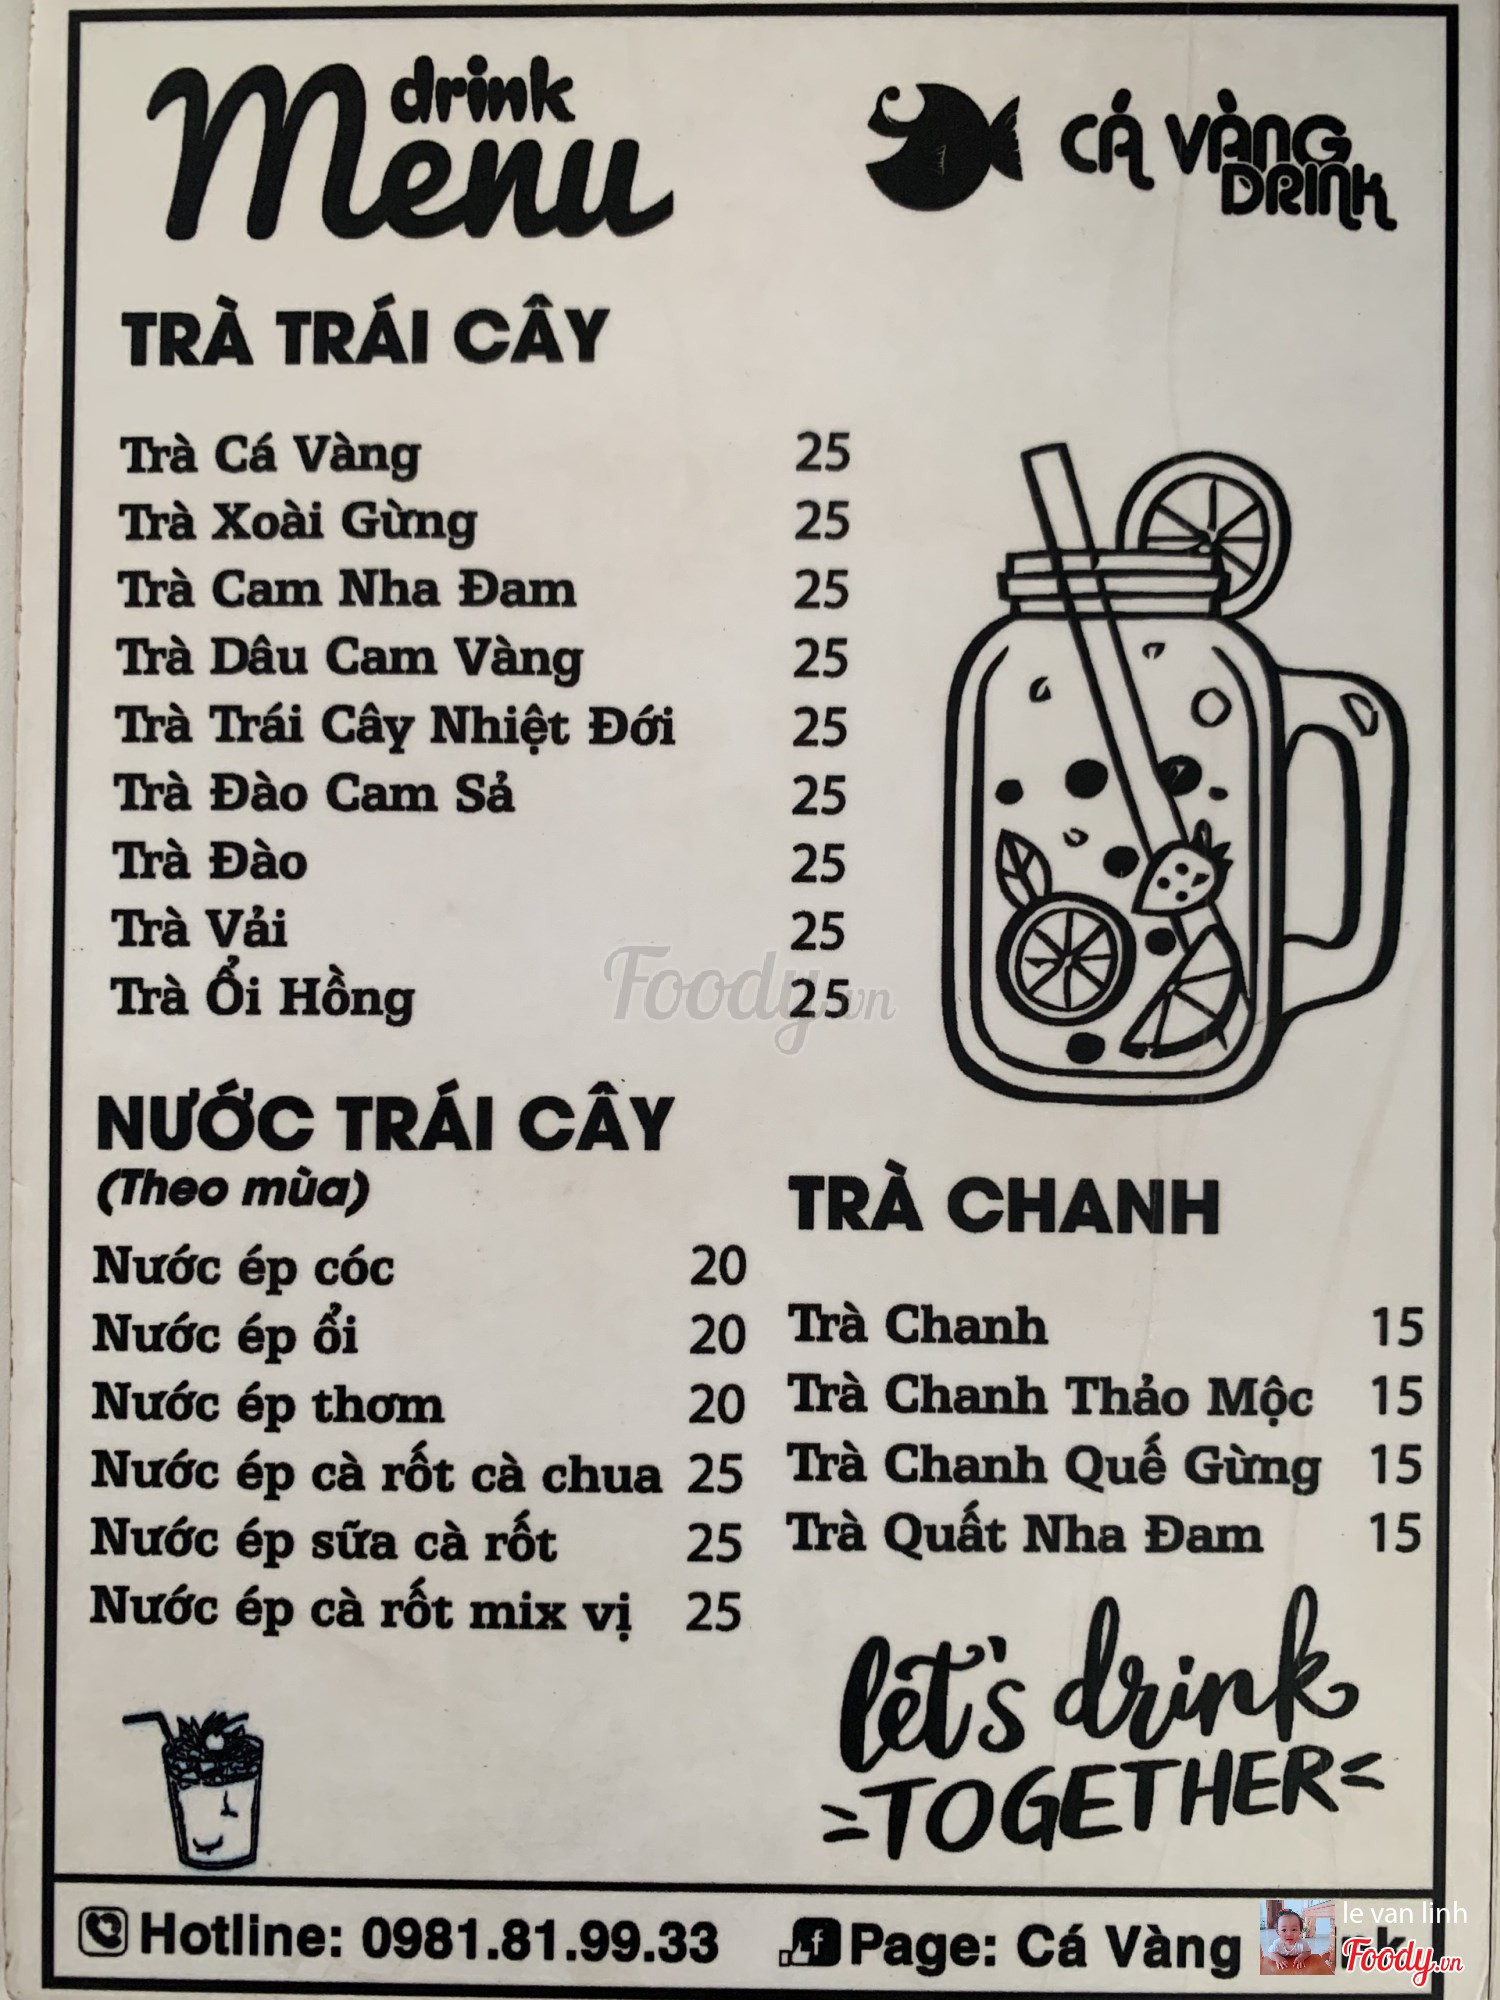 drink
Menu
CÁ VÀNG
DRINK
TRÀ TRÁI CÂY
Trà Cá Vàng 25
Trà Xoài Gừng 25
Trà Cam Nha Đam 25
Trà Dâu Cam Vàng 25
Trà Trái Cây Nhiệt Đới 25
Trà Đào Cam Sả 25
Trà Đào 25
Trà Vải 25
Trà Ổi Hồng 25
Foody.vn
NƯỚC TRÁI CÂY
(Theo mùa)
Nước ép cóc 20
Nước ép ổi 20
Nước ép thơm 20
Nước ép cà rốt cà chua 25
Nước ép sữa cà rốt 25
Nước ép cà rốt mix vị 25
TRÀ CHANH
Trà Chanh 15
Trà Chanh Thảo Mộc 15
Trà Chanh Quế Gừng 15
Trà Quất Nha Đam 15
let's drink
TOGETHER
Hotline: 0981.81.99.33
Page: Cá Vàng
le van linh
Foody.vn